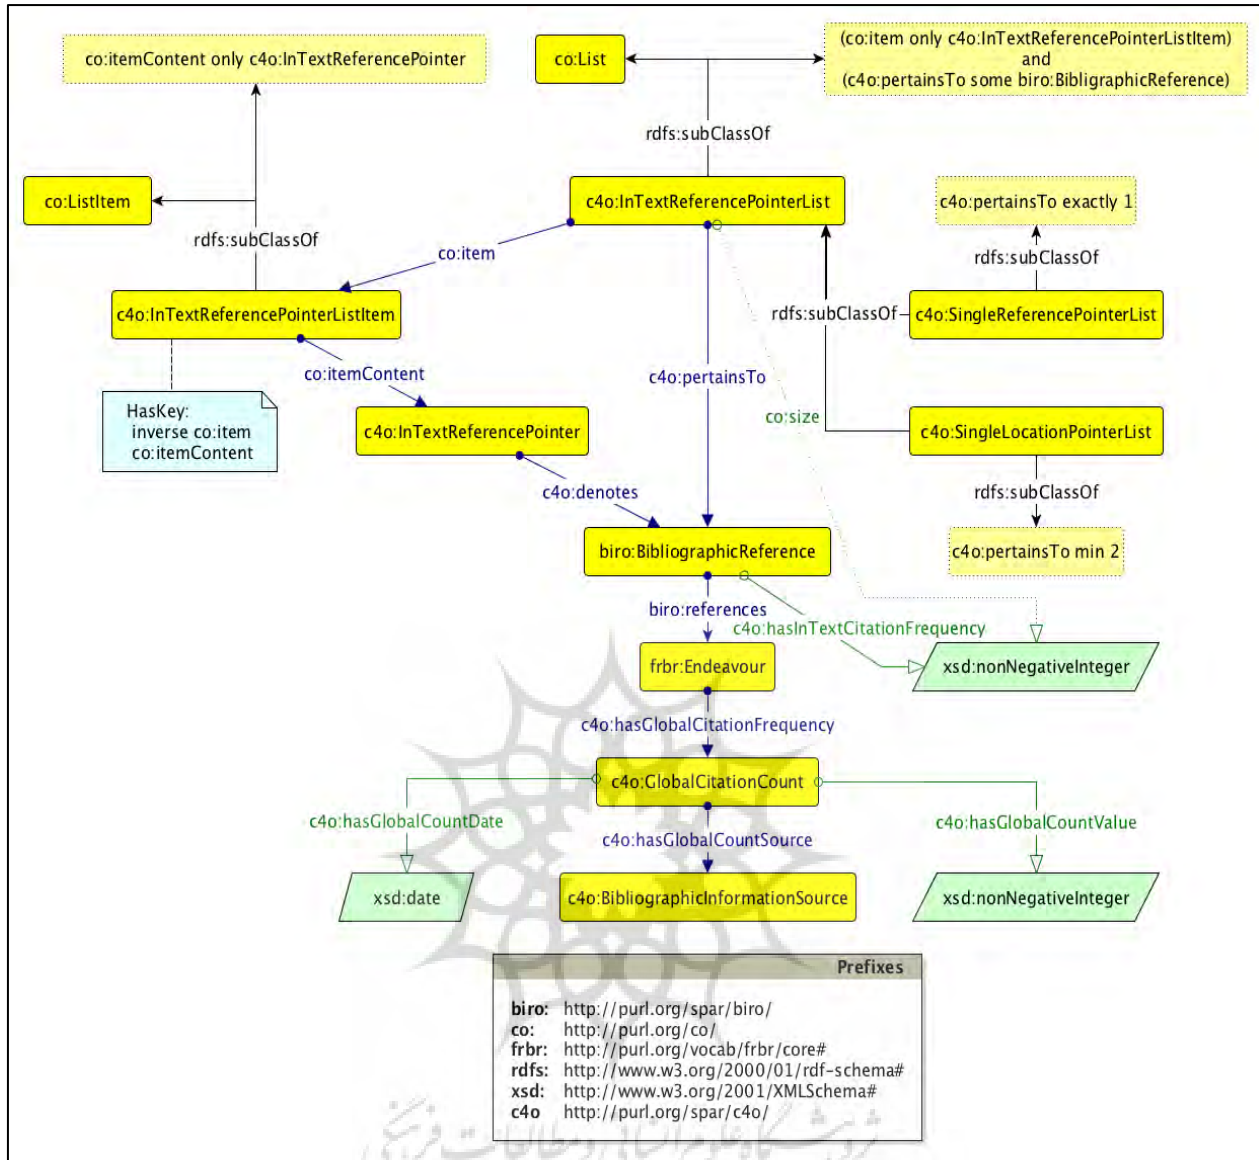 co:itemContent only c4o:InTextReferencePointer
co:List
(co:item only c4o:InTextReferencePointerListItem)
and
(c4o:pertainsTo some biro:BibligraphicReference)
rdfs:subClassOf
co:ListItem
c4o:InTextReferencePointerList
c4o:pertainsTo exactly 1
rdfs:subClassOf
co:item
rdfs:subClassOf
c4o:InTextReferencePointerListItem
rdfs:subClassOf
c4o:SingleReferencePointerList
co:itemContent
c4o:pertainsTo
HasKey:
inverse co:item
co:itemContent
c4o:InTextReferencePointer
co:size
c4o:SingleLocationPointerList
c4o:denotes
rdfs:subClassOf
biro:BibliographicReference
c4o:pertainsTo min 2
biro:references
c4o:hasInTextCitationFrequency
frbr:Endeavour
xsd:nonNegativeInteger
c4o:hasGlobalCitationFrequency
c4o:GlobalCitationCount
c4o:hasGlobalCountDate
c4o:hasGlobalCountSource
c4o:hasGlobalCountValue
xsd:date
c4o:BibliographicInformationSource
xsd:nonNegativeInteger
Prefixes
biro: http://purl.org/spar/biro/
co: http://purl.org/co/
frbr: http://purl.org/vocab/frbr/core#
rdfs: http://www.w3.org/2000/01/rdf-schema#
xsd: http://www.w3.org/2001/XMLSchema#
c4o http://purl.org/spar/c4o/
پژوهشگاه علوم انسانی و مطالعات فرهنگی